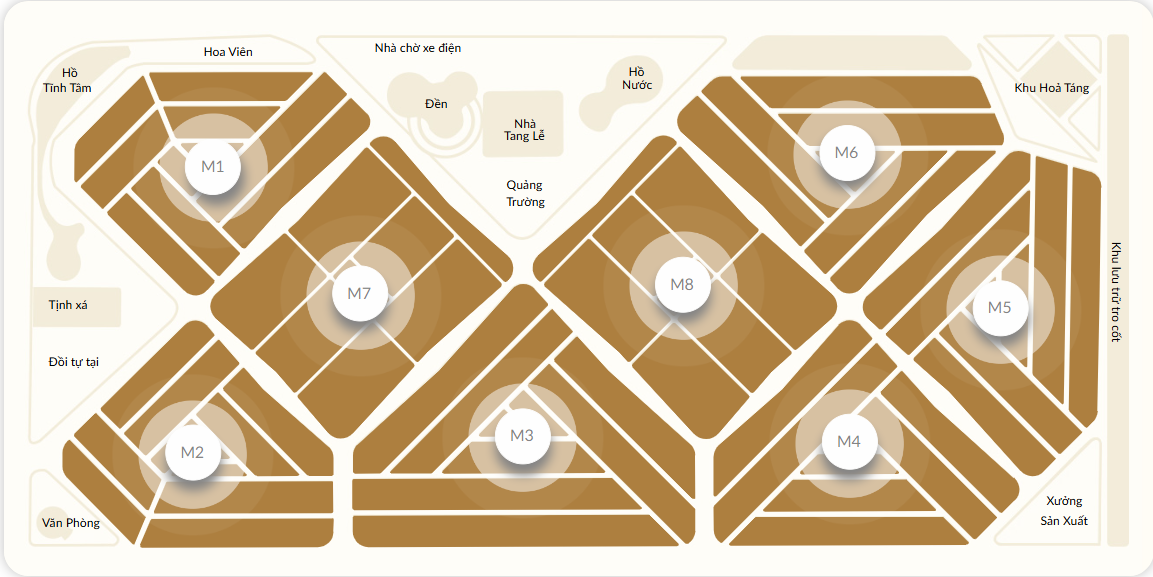 Hoa Viên
Nhà chờ xe điện
Hồ
Tĩnh Tâm
Hồ
Nước
Khu Hoả Táng
Đền
Nhà
Tang Lễ
M1
M6
Quảng
Trường
Khu lưu trữ tro cốt
M7
M8
M5
Tịnh xá
Đồi tự tại
M2
M3
M4
Văn Phòng
Xưởng
Sản Xuất